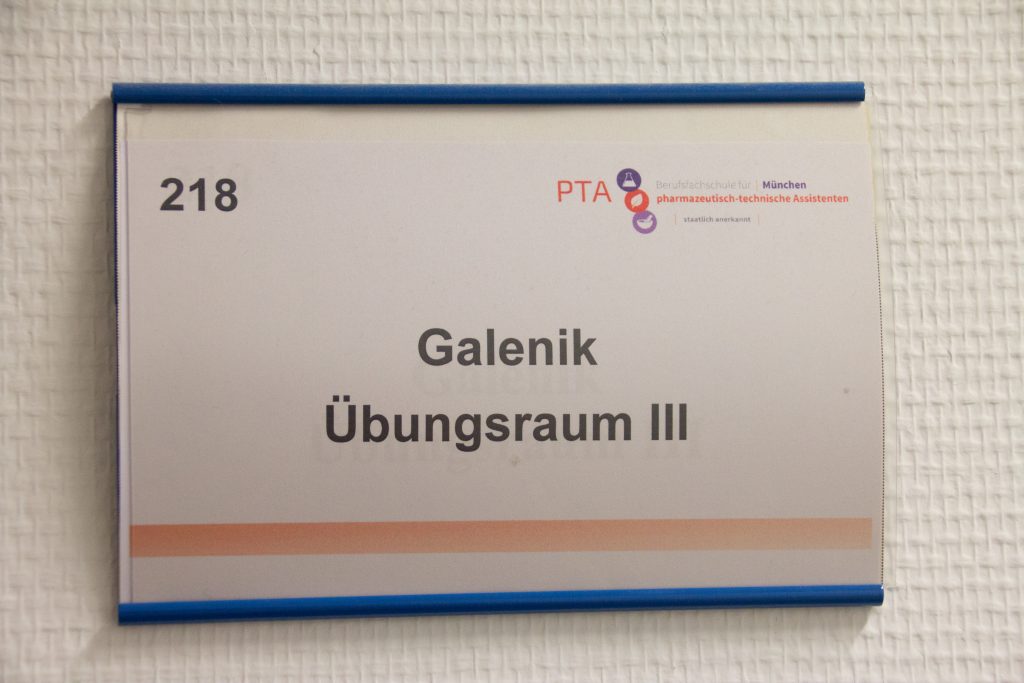 218
PTA
Berufsfachschule für | München
pharmazeutisch-technische Assistenten
| staatlich anerkannt |
Galenik
Übungsraum III